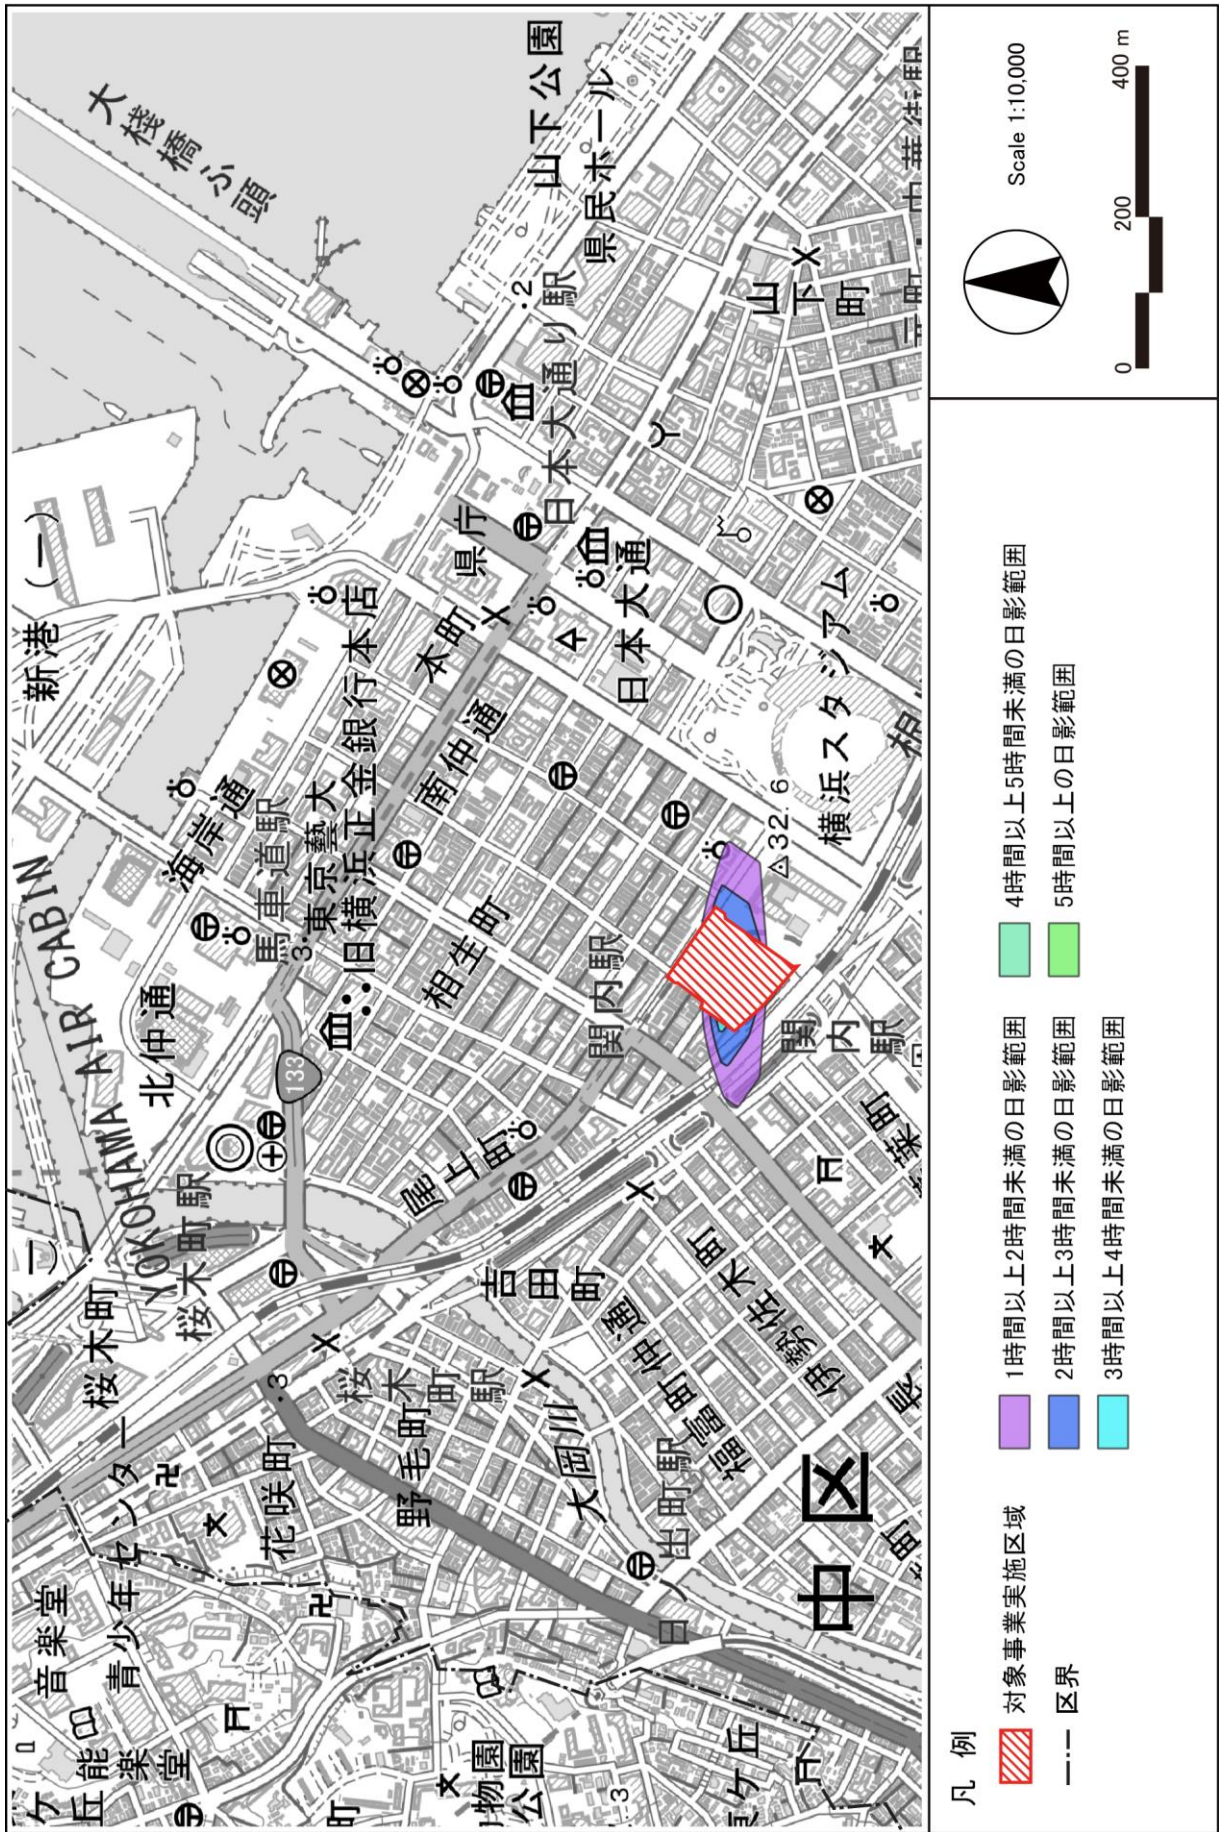 新港(一)
大桟橋ふ頭
YOKOHAMA AIR CABIN
北仲通
海岸通
馬車道駅
東京藝大
旧横浜正金銀行本店
県庁
本町
南仲通
相生町
日本大通り駅
日本大通
山下公園
県民ホール
山下町
横浜スタジアム
関内駅
関内駅
尾上町
吉田町
桜木町
桜木町駅
桜木町駅
133
・3
・3
・2
32.6
音楽堂
青少年センター
能楽堂
花咲町
野毛町
大岡川
日ノ出町駅
福富町仲通
伊勢佐木町
中区
凡 例
対象事業実施区域
区界
1時間以上2時間未満の日影範囲
2時間以上3時間未満の日影範囲
3時間以上4時間未満の日影範囲
4時間以上5時間未満の日影範囲
5時間以上の日影範囲
Scale 1:10,000
0 200 400 m